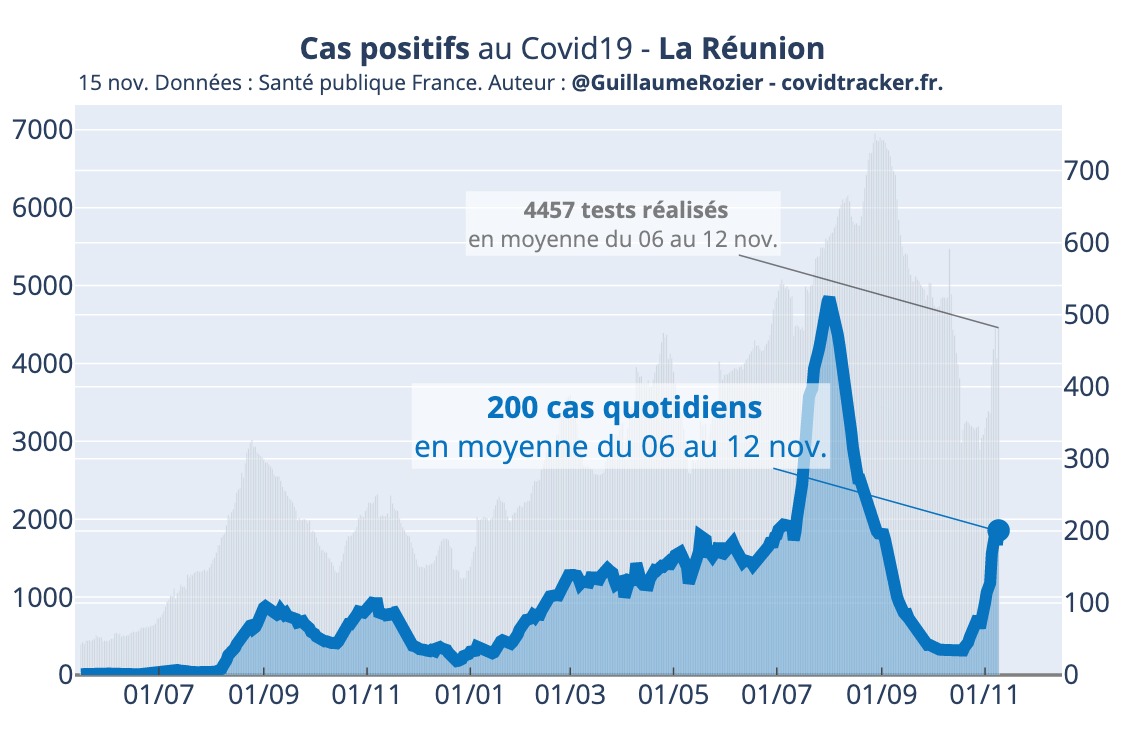 Cas positifs au Covid19 - La Réunion
15 nov. Données : Santé publique France. Auteur : @GuillaumeRozier - covidtracker.fr.
7000
6000
5000
4000
3000
2000
1000
0
700
600
500
400
300
200
100
0
4457 tests réalisés
en moyenne du 06 au 12 nov.
200 cas quotidiens
en moyenne du 06 au 12 nov.
01/07 01/09 01/11 01/01 01/03 01/05 01/07 01/09 01/11